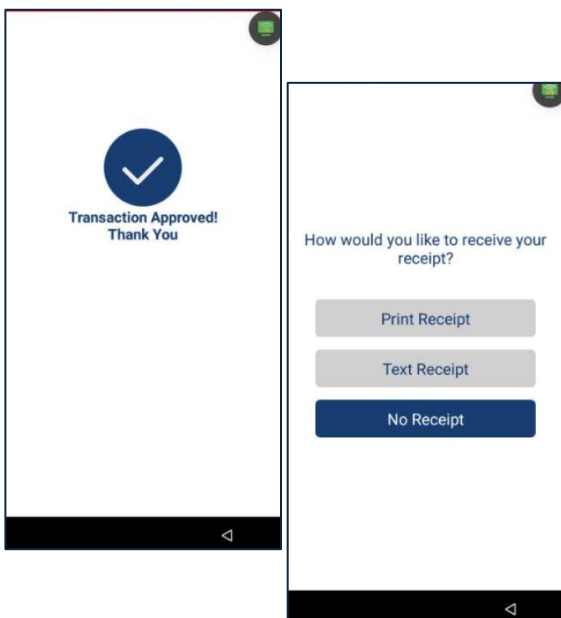 Transaction Approved!
Thank You
How would you like to receive your
receipt?
Print Receipt
Text Receipt
No Receipt